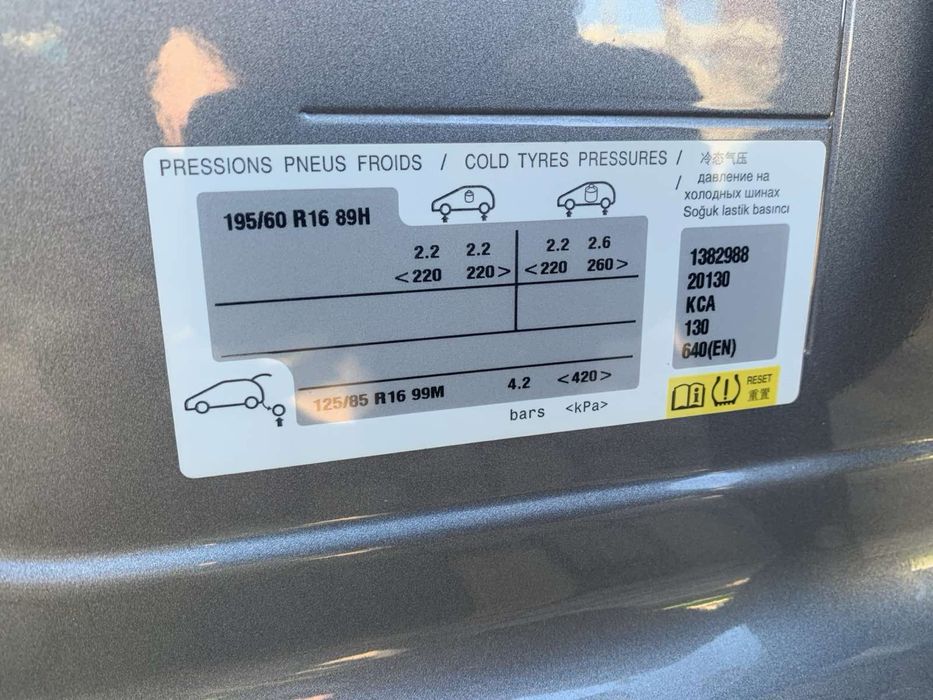 PRESSIONS PNEUS FROIDS / COLD TYRES PRESSURES / 冷态气压
/ давление на
холодных шинах
Soğuk lastik basıncı
195/60 R16 89H
2.2 2.2 2.2 2.6
<220 220> <220 260>
125/85 R16 99M 4.2 <420>
bars <kPa>
1382988
20130
KCA
130
640(EN)
RESET
重置